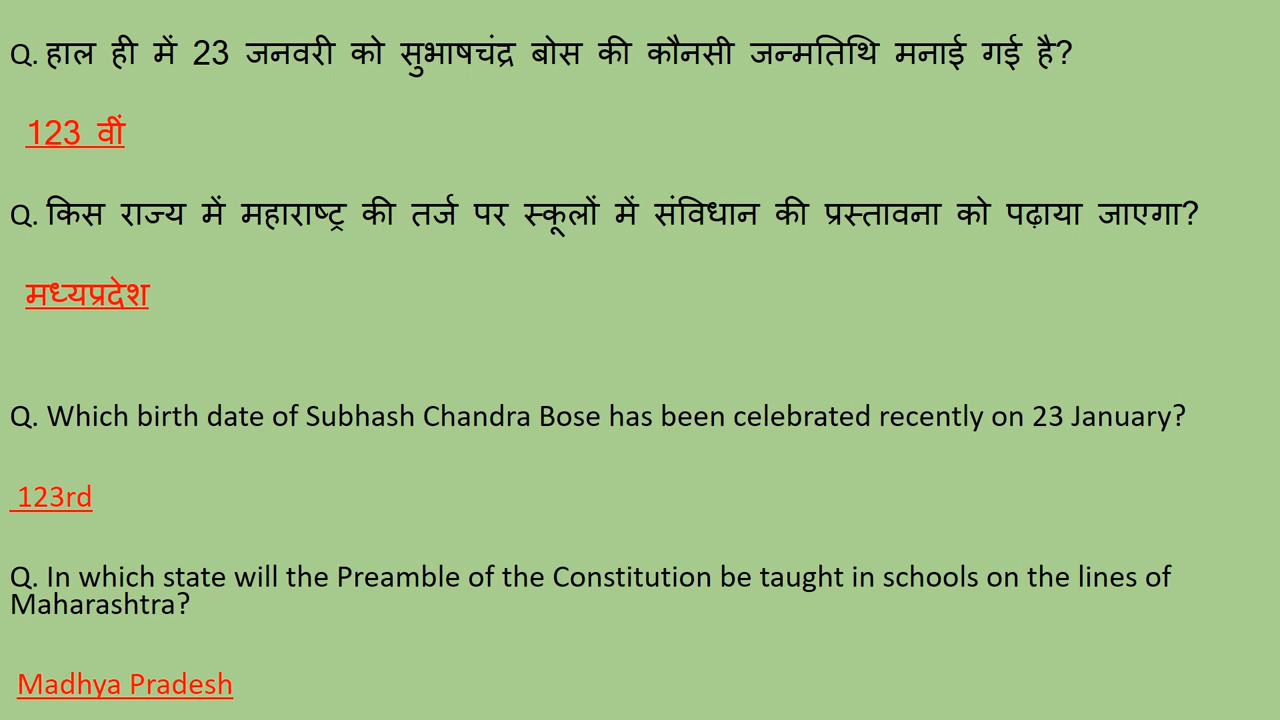 Q. हाल ही में 23 जनवरी को सुभाषचंद्र बोस की कौनसी जन्मतिथि मनाई गई है?
123 वीं
Q. किस राज्य में महाराष्ट्र की तर्ज पर स्कूलों में संविधान की प्रस्तावना को पढ़ाया जाएगा?
मध्यप्रदेश
Q. Which birth date of Subhash Chandra Bose has been celebrated recently on 23 January?
123rd
Q. In which state will the Preamble of the Constitution be taught in schools on the lines of
Maharashtra?
Madhya Pradesh